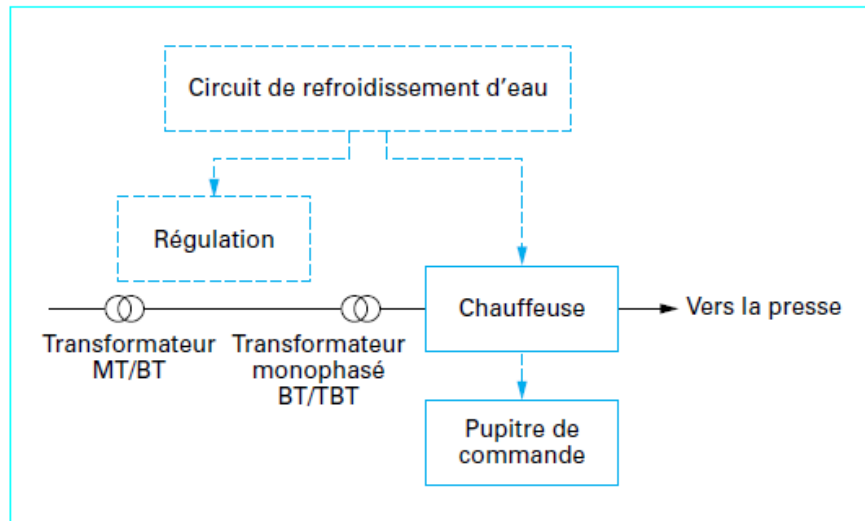 Circuit de refroidissement d'eau
Régulation
Chauffeuse
Vers la presse
Transformateur
MT/BT
Transformateur
monophasé
BT/TBT
Pupitre de
commande